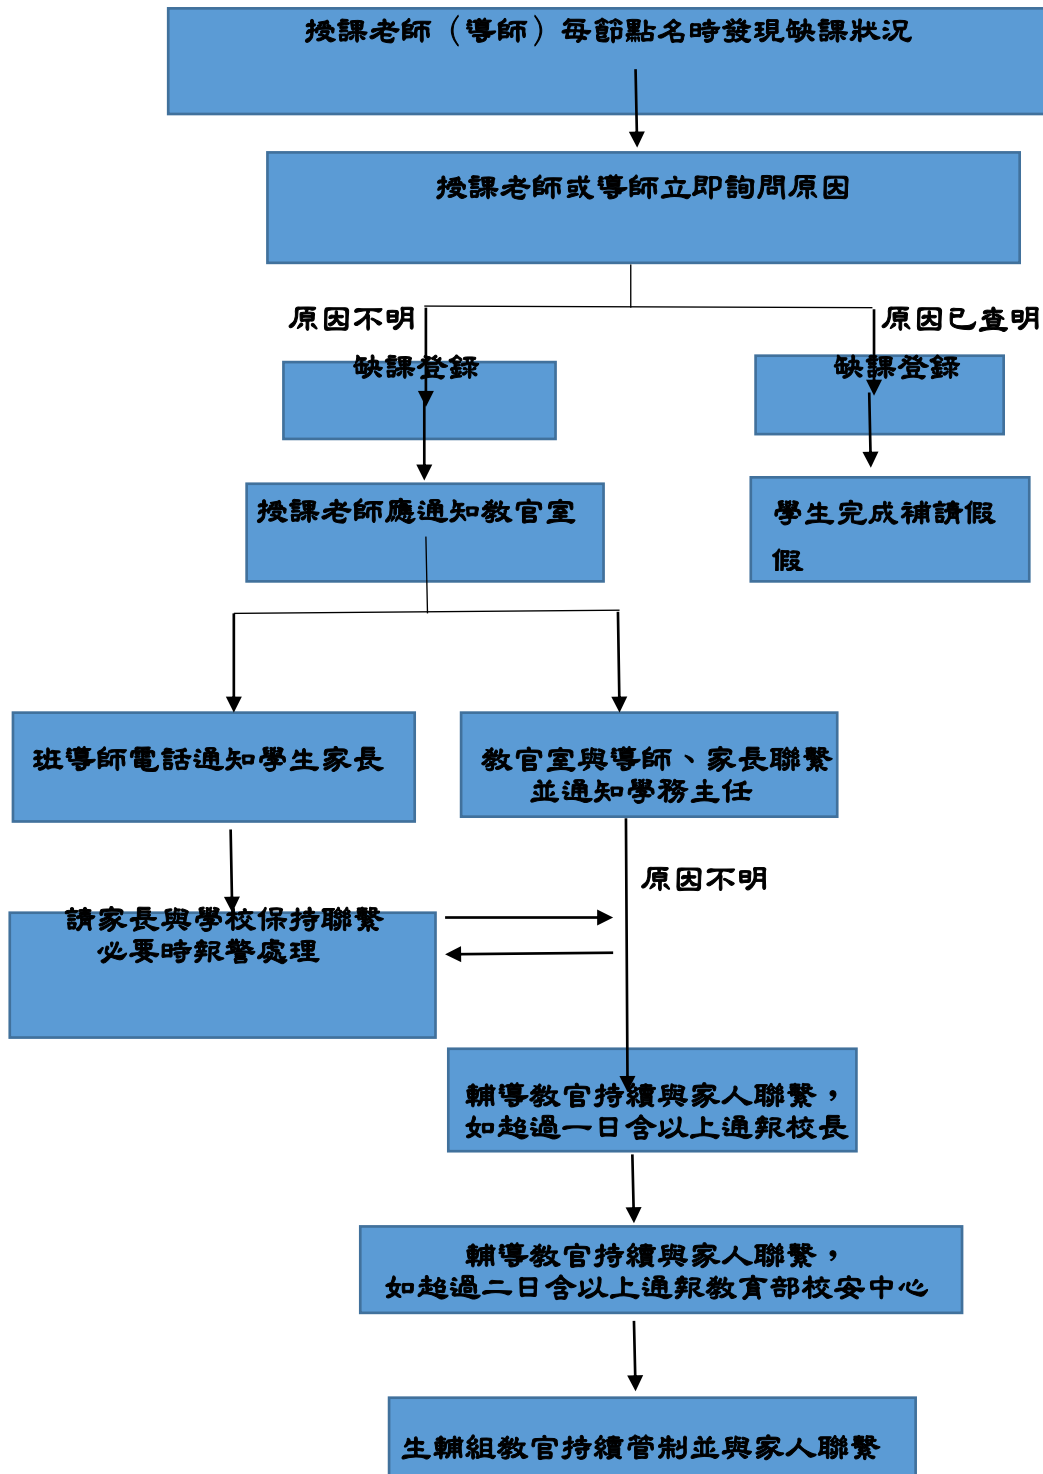 授課老師（導師）每節點名時發現缺課狀況
授課老師或導師立即詢問原因
原因不明
原因已查明
缺課登錄
缺課登錄
授課老師應通知教官室
學生完成補請假
假
班導師電話通知學生家長
教官室與導師、家長聯繫
並通知學務主任
原因不明
請家長與學校保持聯繫
必要時報警處理
輔導教官持續與家人聯繫，
如超過一日含以上通報校長
輔導教官持續與家人聯繫，
如超過二日含以上通報教育部校安中心
生輔組教官持續管制並與家人聯繫